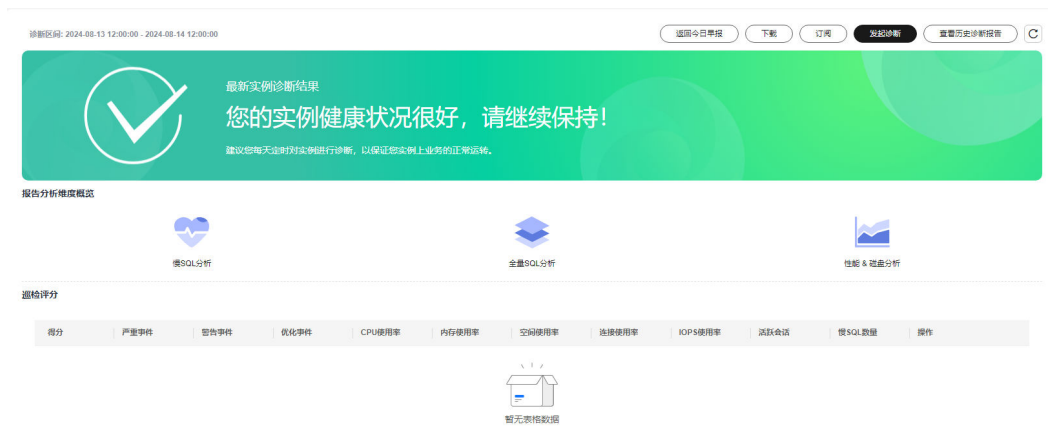 诊断区间: 2024-08-13 12:00:00 - 2024-08-14 12:00:00
返回今日早报 下载 订阅 发起诊断 查看历史诊断报告
最新实例诊断结果
您的实例健康状况很好，请继续保持！
建议您每天定时对实例进行诊断，以保证您实例上业务的正常运转。
报告分析维度概览
慢SQL分析 全量SQL分析 性能 & 磁盘分析
巡检评分
得分 严重事件 警告事件 优化事件 CPU使用率 内存使用率 空间使用率 连接使用率 IOPS使用率 活跃会话 慢SQL数量 操作
暂无表格数据